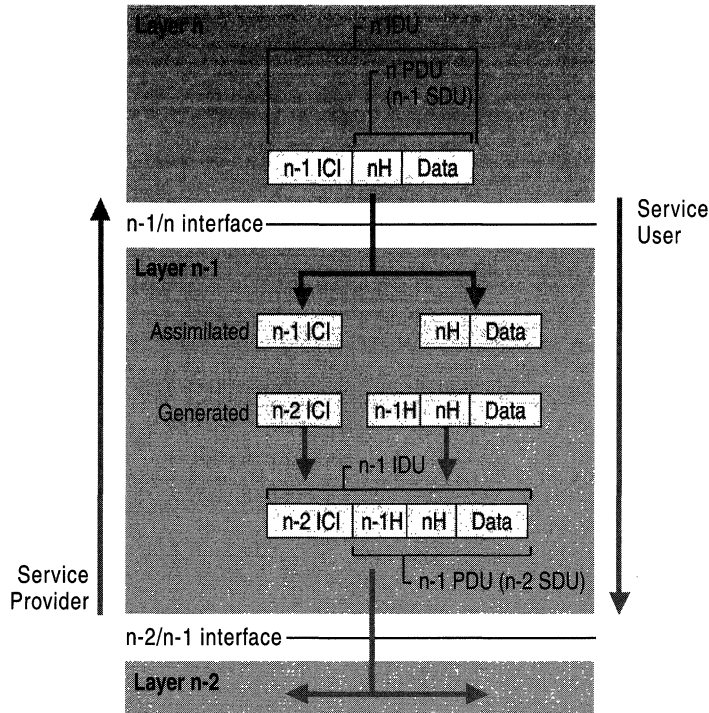 Layer n
n IDU
n PDU
(n-1 SDU)
n-1 ICI nH Data
n-1/n interface
Service
User
Layer n-1
Assimilated n-1 ICI nH Data
Generated n-2 ICI n-1H nH Data
n-1 IDU
n-2 ICI n-1H nH Data
n-1 PDU (n-2 SDU)
Service
Provider
n-2/n-1 interface
Layer n-2